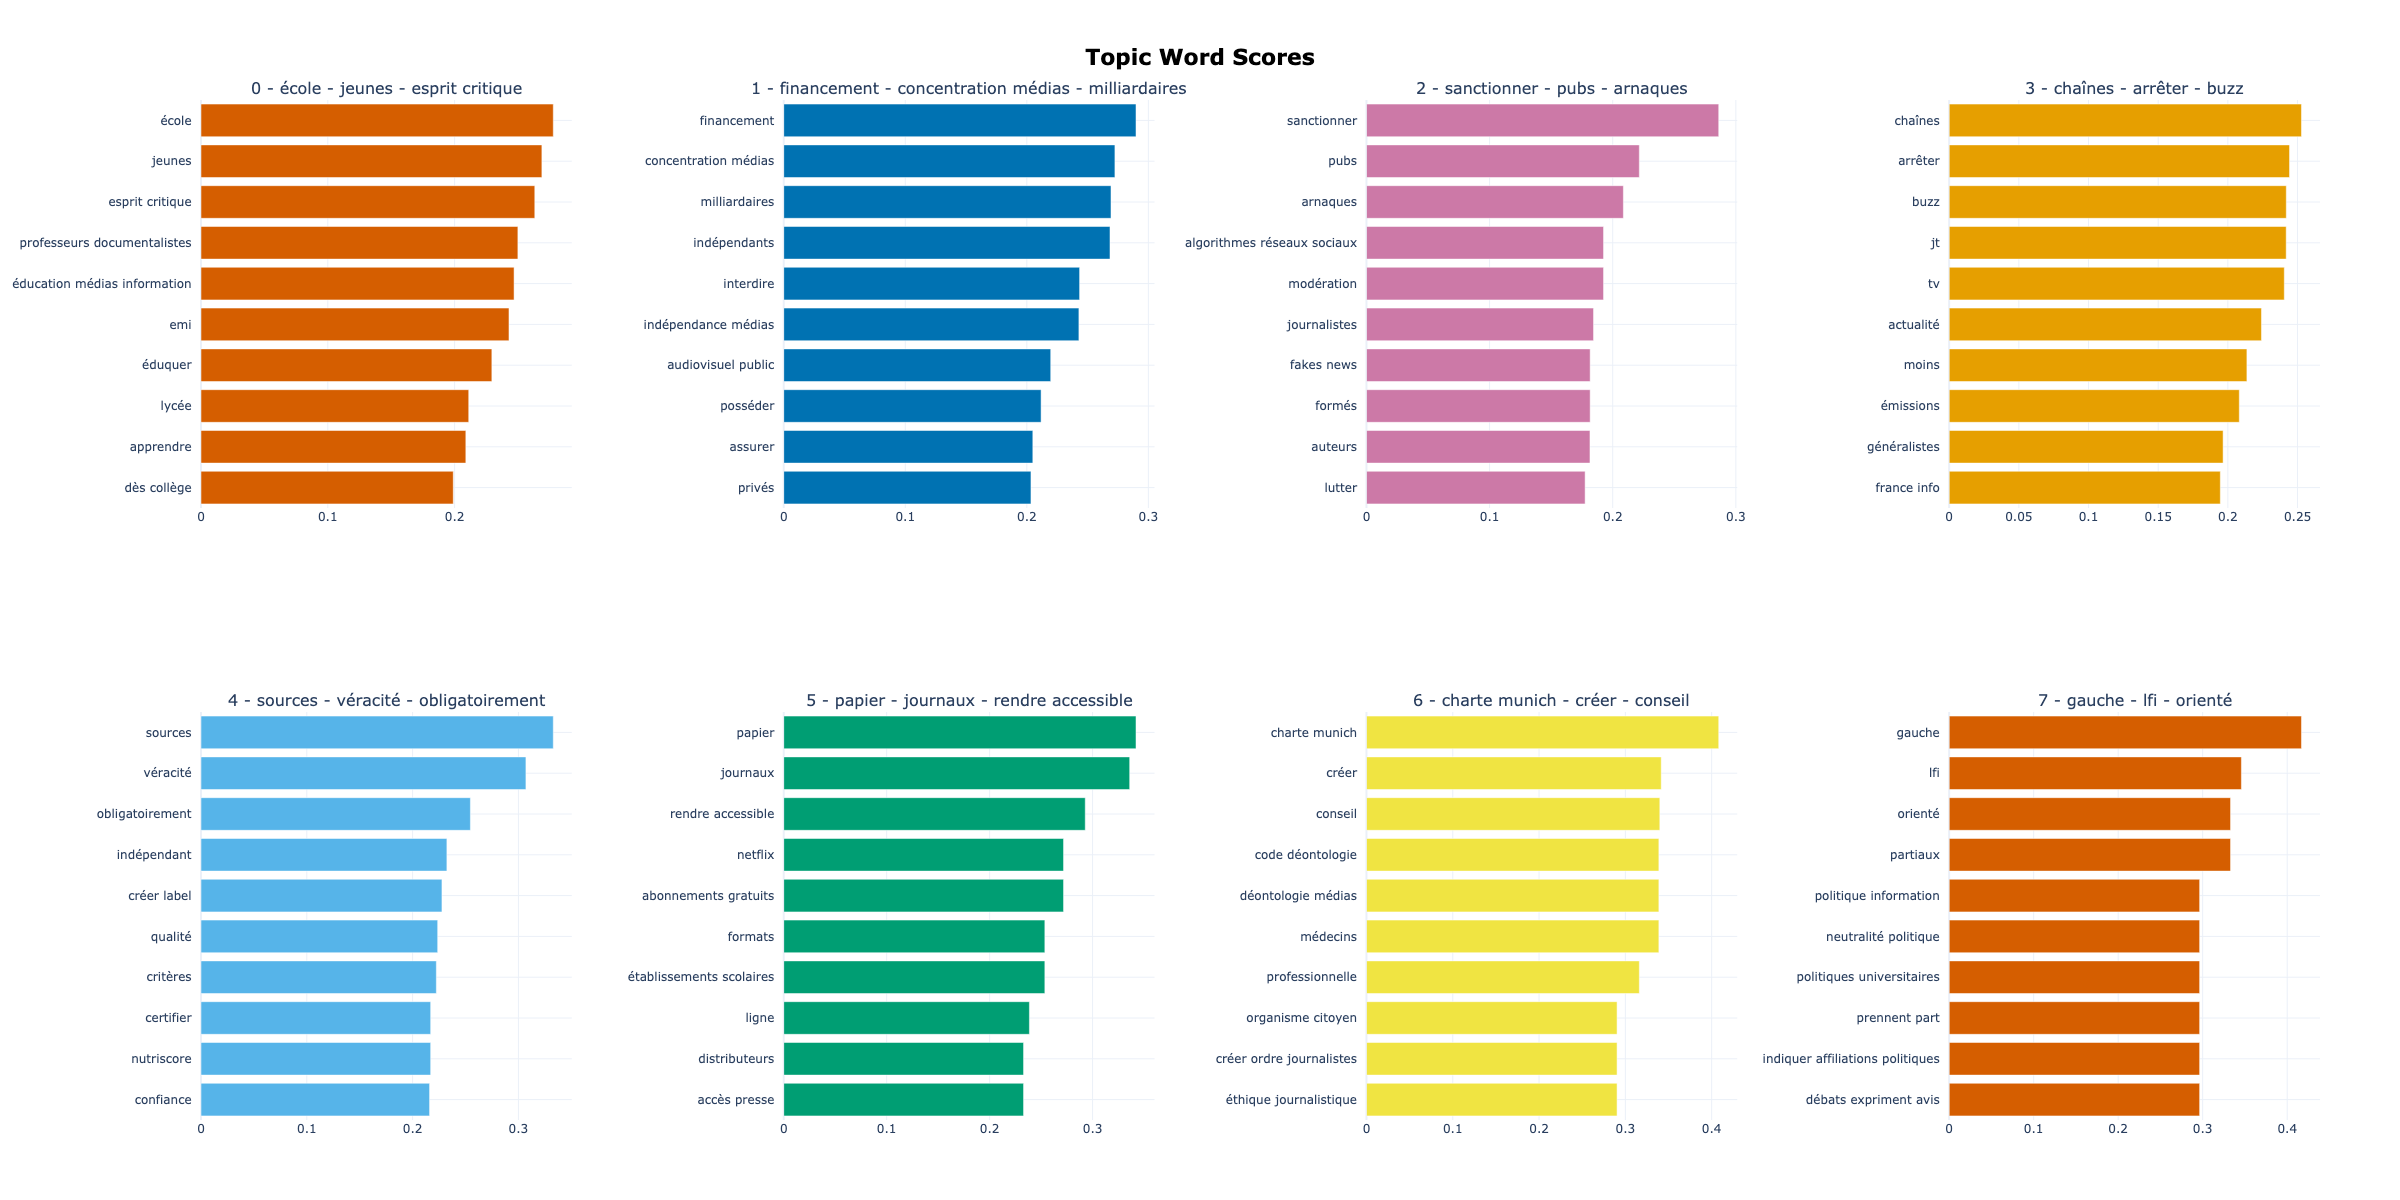 Topic Word Scores
0 - école - jeunes - esprit critique
école
jeunes
esprit critique
professeurs documentalistes
éducation médias information
emi
éduquer
lycée
apprendre
dès collège
0 0.1 0.2
1 - financement - concentration médias - milliardaires
financement
concentration médias
milliardaires
indépendants
interdire
indépendance médias
audiovisuel public
posséder
assurer
privés
0 0.1 0.2 0.3
2 - sanctionner - pubs - arnaques
sanctionner
pubs
arnaques
algorithmes réseaux sociaux
modération
journalistes
fakes news
formés
auteurs
lutter
0 0.1 0.2 0.3
3 - chaînes - arrêter - buzz
chaînes
arrêter
buzz
jt
tv
actualité
moins
émissions
généralistes
france info
0 0.05 0.1 0.15 0.2 0.25
4 - sources - véracité - obligatoirement
sources
véracité
obligatoirement
indépendant
créer label
qualité
critères
certifier
nutriscore
confiance
0 0.1 0.2 0.3
5 - papier - journaux - rendre accessible
papier
journaux
rendre accessible
netflix
abonnements gratuits
formats
établissements scolaires
ligne
distributeurs
accès presse
0 0.1 0.2 0.3
6 - charte munich - créer - conseil
charte munich
créer
conseil
code déontologie
déontologie médias
médecins
professionnelle
organisme citoyen
créer ordre journalistes
éthique journalistique
0 0.1 0.2 0.3 0.4
7 - gauche - lfi - orienté
gauche
lfi
orienté
partiaux
politique information
neutralité politique
politiques universitaires
prennent part
indiquer affiliations politiques
débats expriment avis
0 0.1 0.2 0.3 0.4